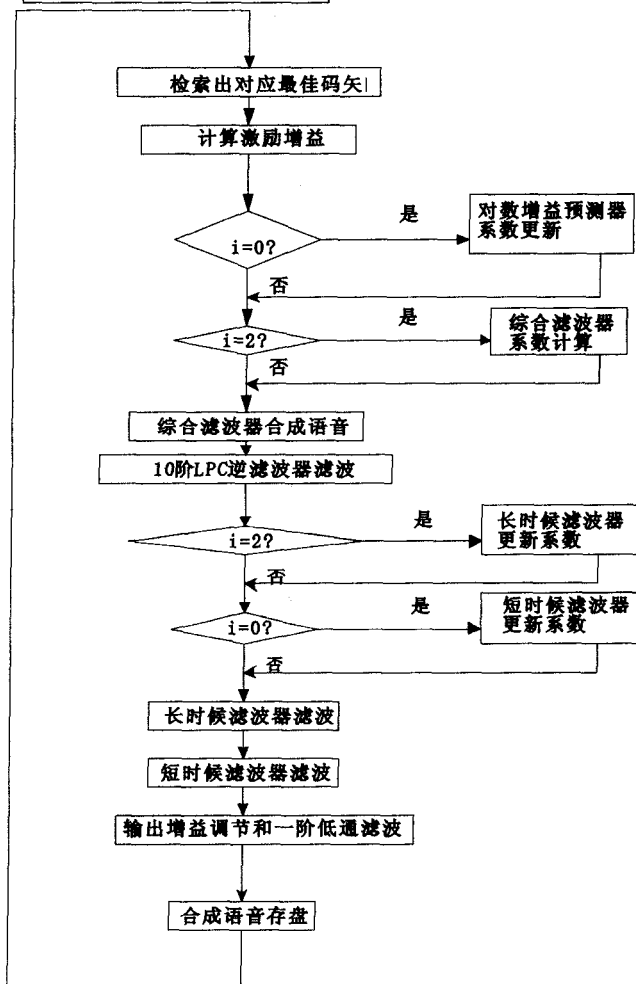 检索出对应最佳码矢
计算激励增益
i=0?
是
对数增益预测器
系数更新
否
i=2?
是
综合滤波器
系数计算
否
综合滤波器合成语音
10阶LPC逆滤波器滤波
i=2?
是
长时候滤波器
更新系数
否
i=0?
是
短时候滤波器
更新系数
否
长时候滤波器滤波
短时候滤波器滤波
输出增益调节和一阶低通滤波
合成语音存盘